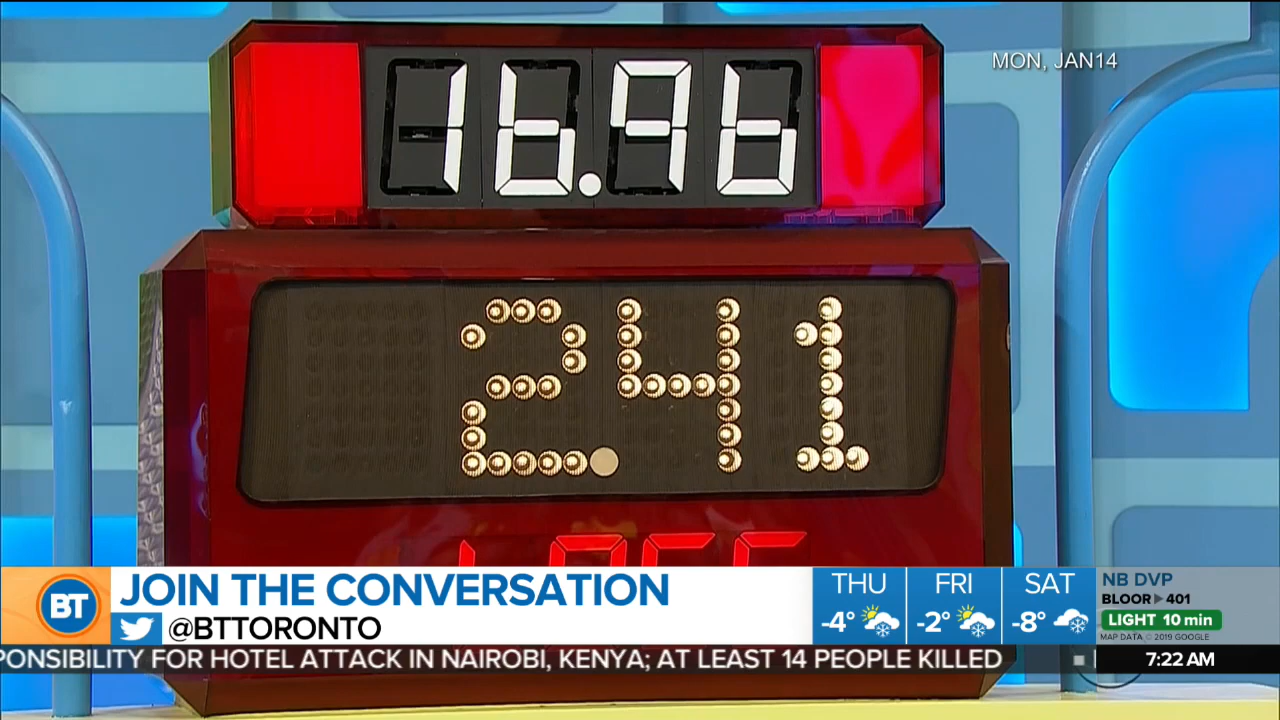 MON, JAN14
16.96
2.41
BT
JOIN THE CONVERSATION
@BTTORONTO
THU
-4°
FRI
-2°
SAT
-8°
NB DVP
BLOOR ▶ 401
LIGHT 10 min
MAP DATA © 2019 GOOGLE
PONSIBILITY FOR HOTEL ATTACK IN NAIROBI, KENYA; AT LEAST 14 PEOPLE KILLED
7:22 AM